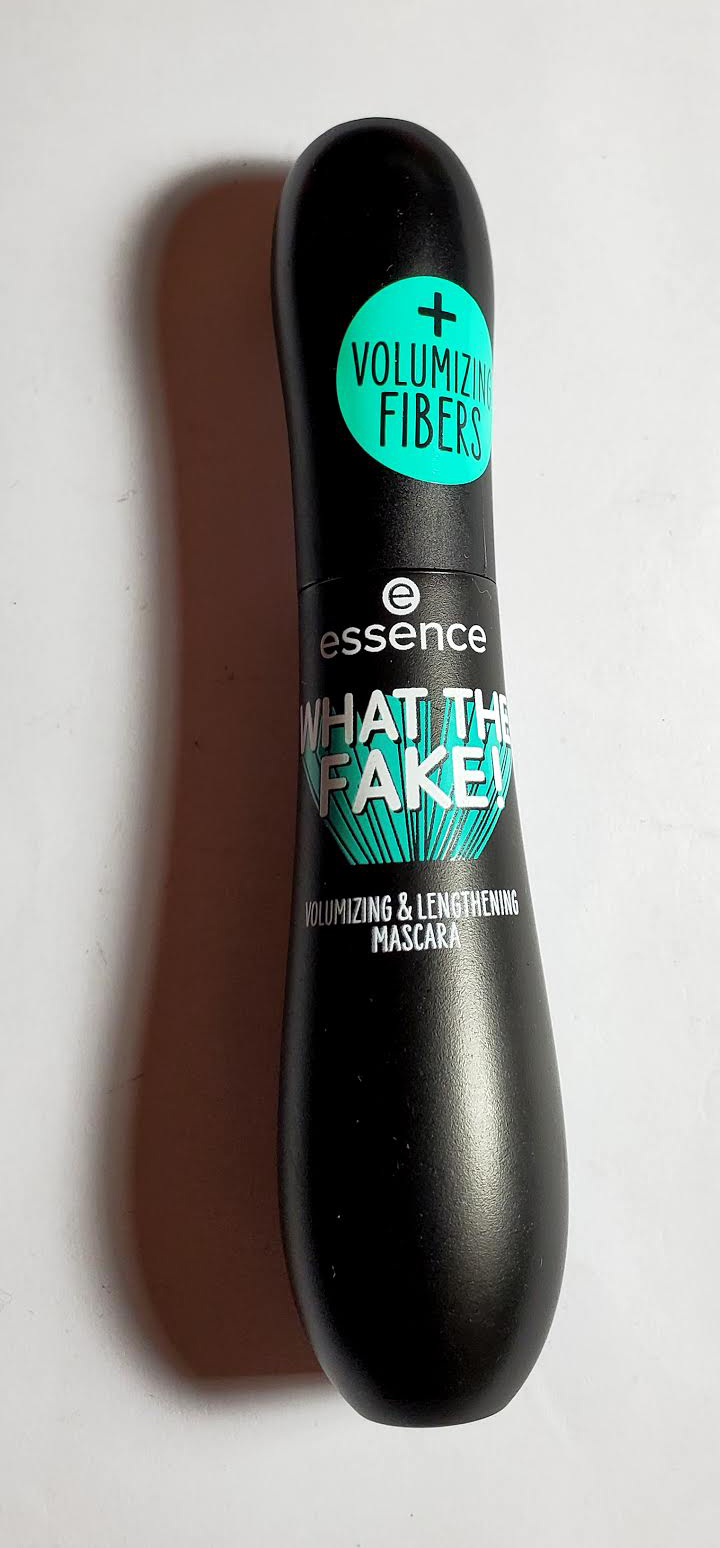 +
VOLUMIZING
FIBERS
e
essence
WHAT THE
FAKE!
VOLUMIZING & LENGTHENING
MASCARA